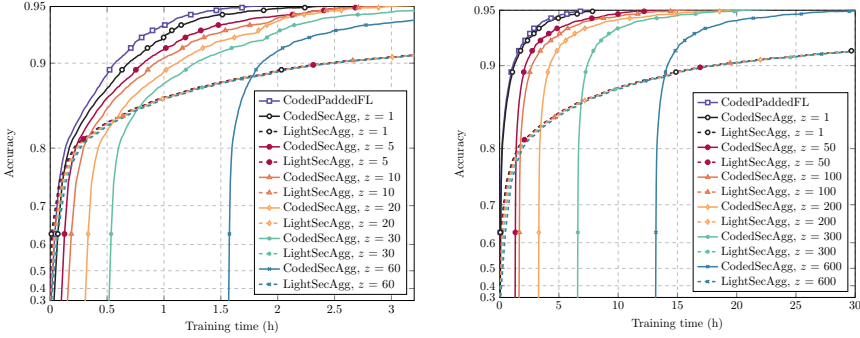 0.95
0.9
0.8
0.7
0.6
0.5
0.4
0.3
Accuracy
0 0.5 1 1.5 2 2.5 3
Training time (h)
CodedPaddedFL
CodedSecAgg, z = 1
LightSecAgg, z = 1
CodedSecAgg, z = 5
LightSecAgg, z = 5
CodedSecAgg, z = 10
LightSecAgg, z = 10
CodedSecAgg, z = 20
LightSecAgg, z = 20
CodedSecAgg, z = 30
LightSecAgg, z = 30
CodedSecAgg, z = 60
LightSecAgg, z = 60
0.95
0.9
0.8
0.7
0.6
0.5
0.4
0.3
Accuracy
0 5 10 15 20 25 30
Training time (h)
CodedPaddedFL
CodedSecAgg, z = 1
LightSecAgg, z = 1
CodedSecAgg, z = 50
LightSecAgg, z = 50
CodedSecAgg, z = 100
LightSecAgg, z = 100
CodedSecAgg, z = 200
LightSecAgg, z = 200
CodedSecAgg, z = 300
LightSecAgg, z = 300
CodedSecAgg, z = 600
LightSecAgg, z = 600